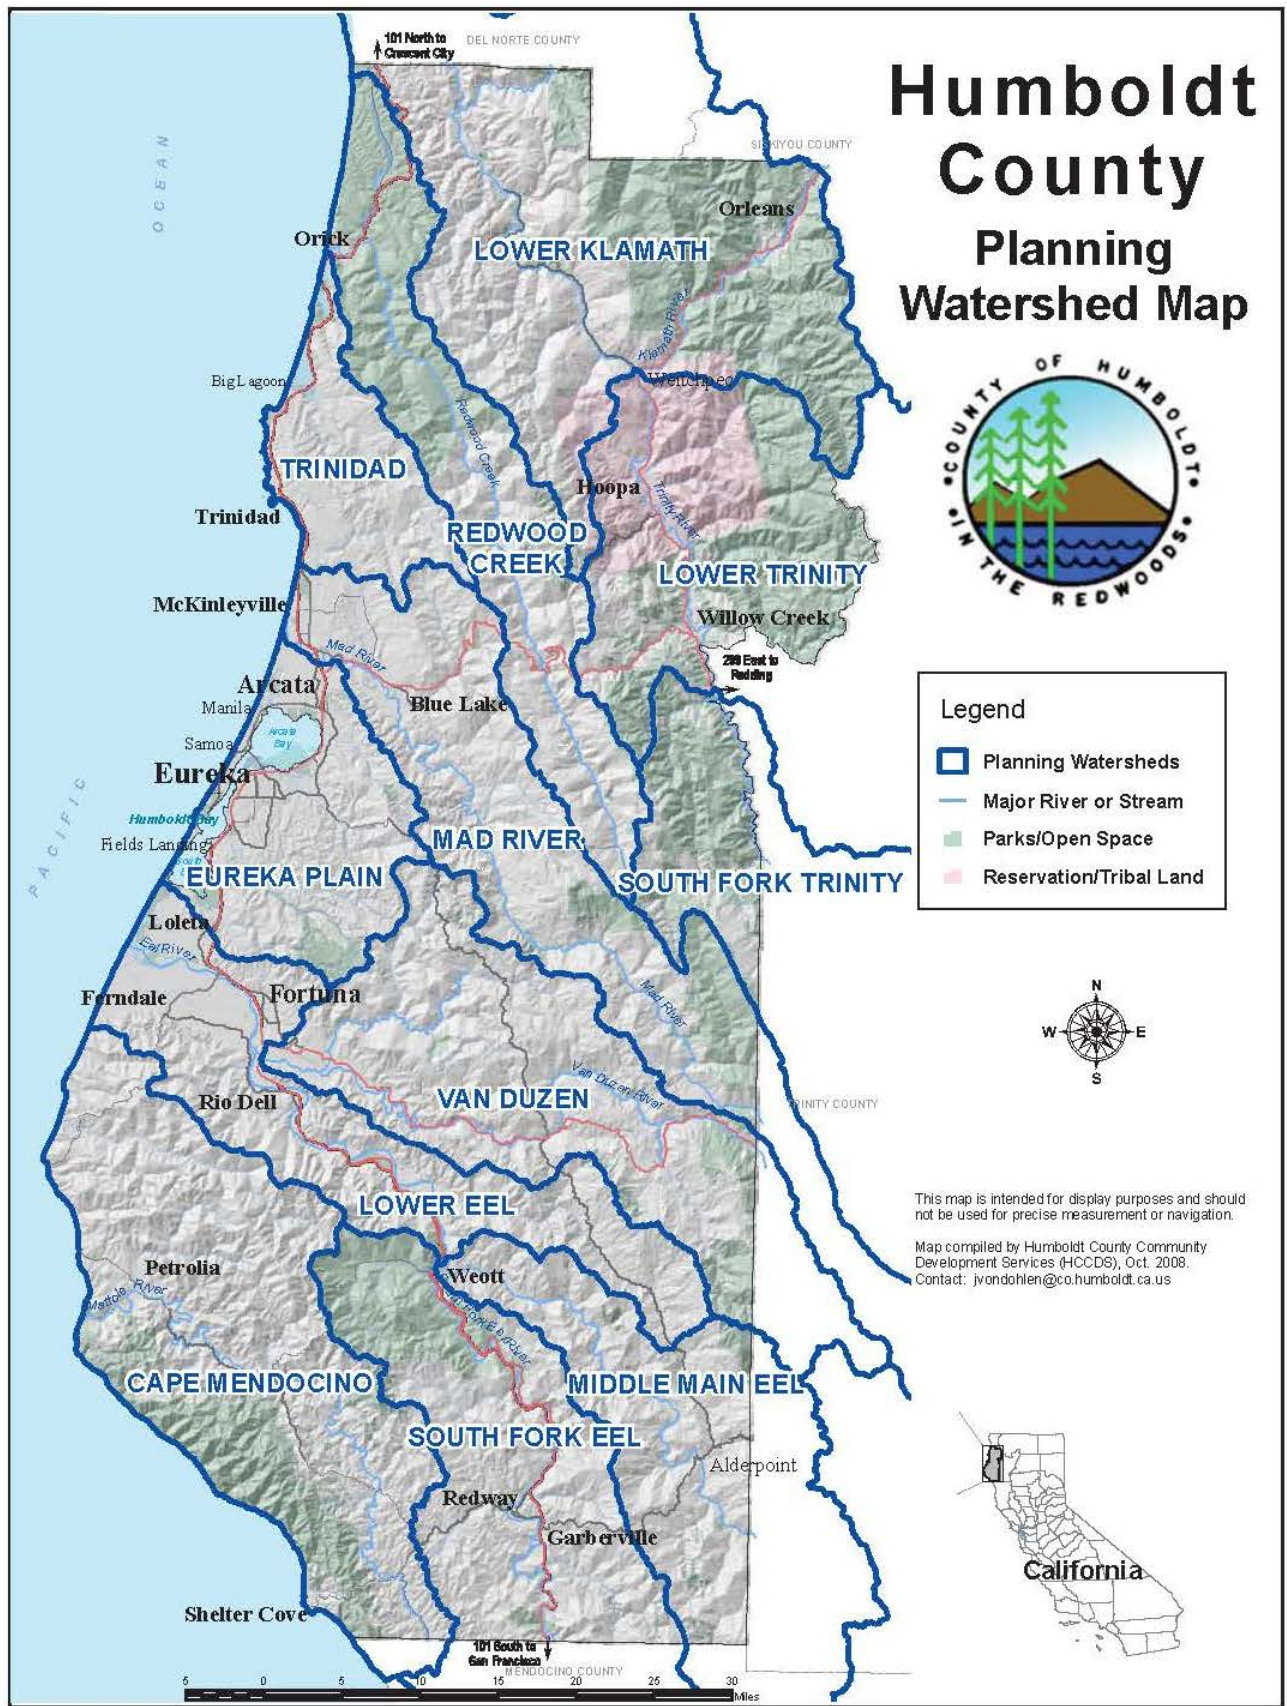 Humboldt
County
Planning
Watershed Map
COUNTY OF HUMBOLDT
IN THE REDWOODS
101 North to
Crescent City
DEL NORTE COUNTY
SISKIYOU COUNTY
OCEAN
Orleans
Orick
LOWER KLAMATH
Klamath River
Big Lagoon
Weitchpec
Redwood Creek
TRINIDAD
Hoopa
Trinity River
Trinidad
REDWOOD
CREEK
LOWER TRINITY
McKinleyville
Willow Creek
Mad River
299 East to
Redding
Arcata
Blue Lake
Manila
Arcata
Bay
Samoa
Eureka
PACIFIC
Humboldt Bay
MAD RIVER
Fields Landing
South
EUREKA PLAIN
SOUTH FORK TRINITY
Loleta
Eel River
Ferndale
Fortuna
Mad River
Van Duzen River
Rio Dell
VAN DUZEN
TRINITY COUNTY
LOWER EEL
Petrolia
Weott
Mattole River
South Fork Eel River
CAPE MENDOCINO
MIDDLE MAIN EEL
SOUTH FORK EEL
Alderpoint
Redway
Garberville
Shelter Cove
101 South to
San Francisco
MENDOCINO COUNTY
5 0 5 10 15 20 25 30
Miles
Legend
Planning Watersheds
Major River or Stream
Parks/Open Space
Reservation/Tribal Land
N
W E
S
This map is intended for display purposes and should
not be used for precise measurement or navigation.
Map compiled by Humboldt County Community
Development Services (HCCDS), Oct. 2008.
Contact: jvondohlen@co.humboldt.ca.us
California